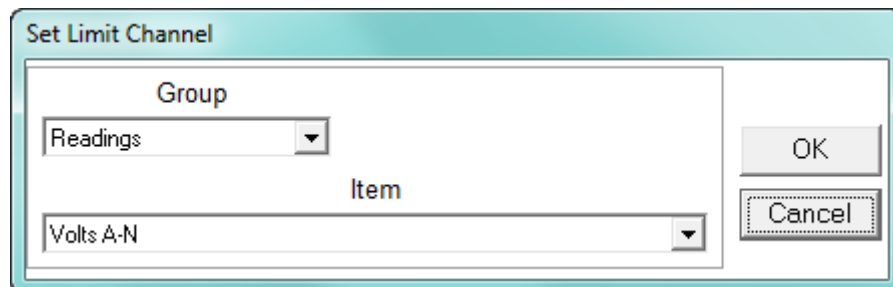 Set Limit Channel
Group
Readings
OK
Item
Cancel
Volts A-N